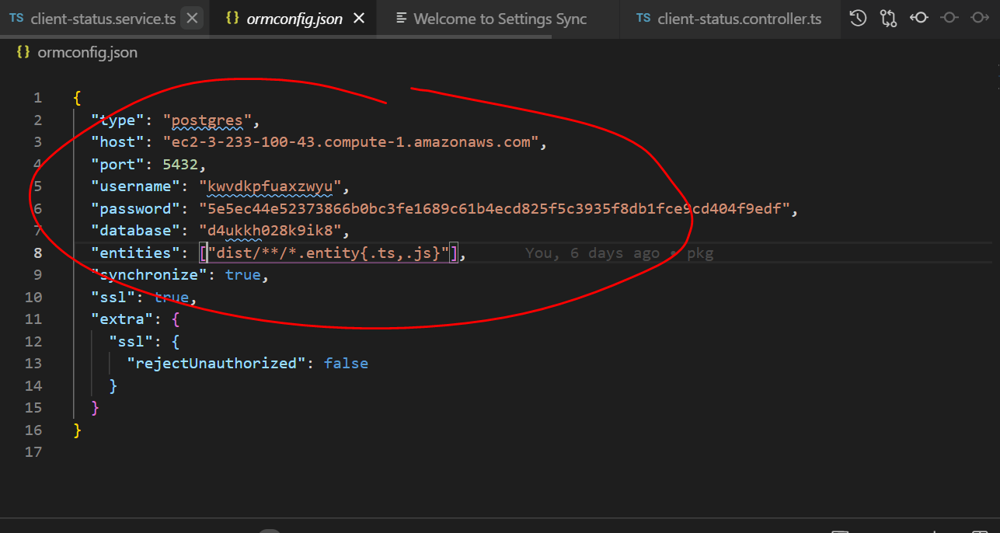 TS client-status.service.ts
{} ormconfig.json
Welcome to Settings Sync
TS client-status.controller.ts
{} ormconfig.json
1 {
2 "type": "postgres",
3 "host": "ec2-3-233-100-43.compute-1.amazonaws.com",
4 "port": 5432,
5 "username": "kwvdkpfuaxzwyu",
6 "password": "5e5ec44e52373866b0bc3fe1689c61b4ecd825f5c3935f8db1fce9cd404f9edf",
7 "database": "d4ukkh028k9ik8",
8 "entities": ["dist/**/*.entity{.ts,.js}"], You, 6 days ago • pkg
9 "synchronize": true,
10 "ssl": true,
11 "extra": {
12 "ssl": {
13 "rejectUnauthorized": false
14 }
15 }
16 }
17